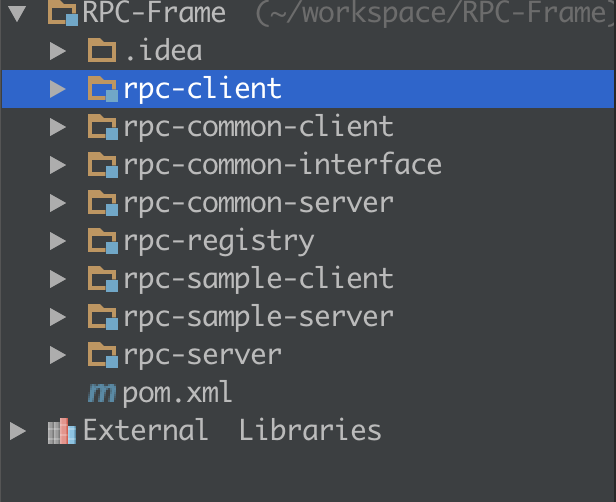 RPC-Frame (~/workspace/RPC-Frame)
.idea
rpc-client
rpc-common-client
rpc-common-interface
rpc-common-server
rpc-registry
rpc-sample-client
rpc-sample-server
rpc-server
m pom.xml
External Libraries